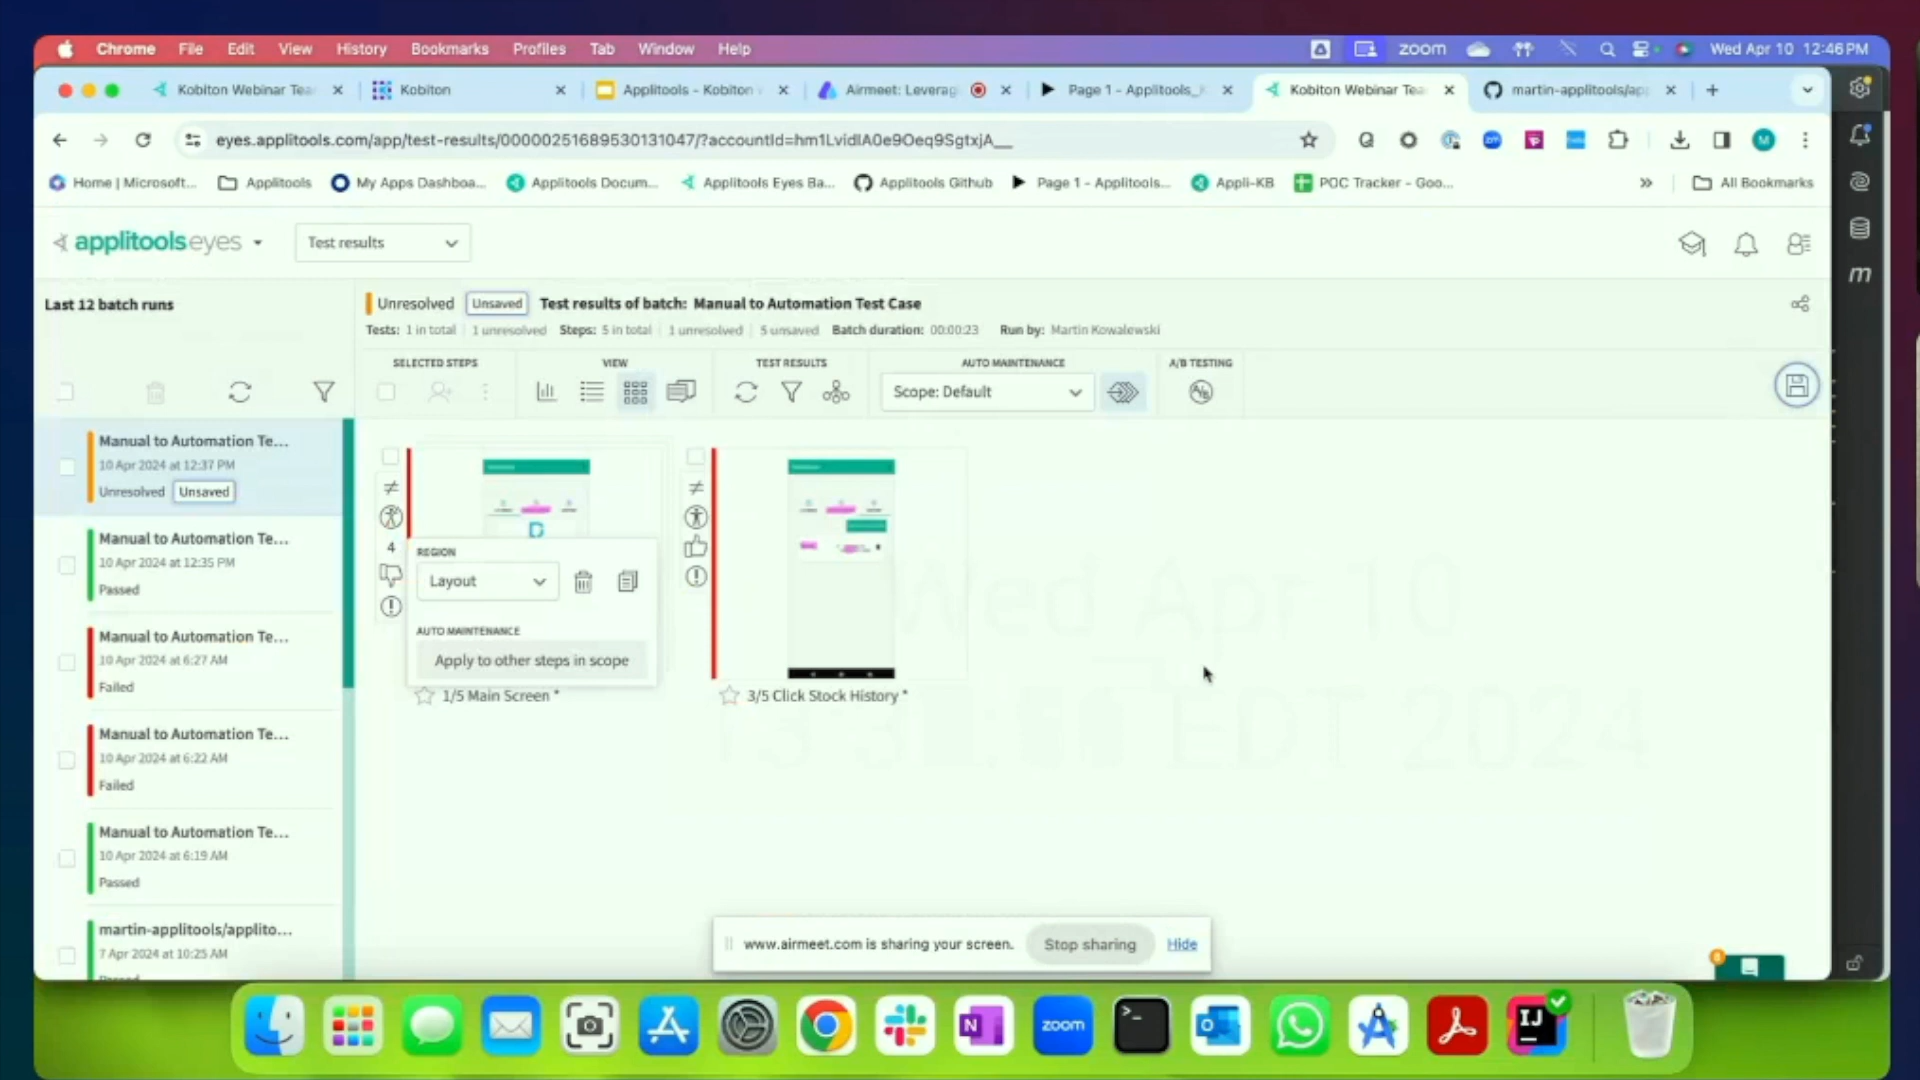 Chrome File Edit View History Bookmarks Profiles Tab Window Help zoom Wed Apr 10 12:46 PM
Kobiton Webinar Tea Kobiton Applitools - Kobiton Airmeet: Leverag Page 1 - Applitools_ Kobiton Webinar Tea martin-applitools/ap
eyes.applitools.com/app/test-results/00000251689530131047/?accountId=hm1LvidlA0e9Oeq9SgtxjA__
Home | Microsoft... Applitools My Apps Dashboa... Applitools Docum... Applitools Eyes Ba... Applitools Github Page 1 - Applitools... Appli-KB POC Tracker - Goo... » All Bookmarks
applitools eyes Test results
Last 12 batch runs
Unresolved Unsaved Test results of batch: Manual to Automation Test Case
Tests: 1 in total | 1 unresolved Steps: 5 in total | 1 unresolved | 5 unsaved Batch duration: 00:00:23 Run by: Martin Kowalewski
SELECTED STEPS VIEW TEST RESULTS AUTO MAINTENANCE A/B TESTING
Scope: Default
Manual to Automation Te...
10 Apr 2024 at 12:37 PM
Unresolved Unsaved
Manual to Automation Te...
10 Apr 2024 at 12:35 PM
Passed
Manual to Automation Te...
10 Apr 2024 at 6:27 AM
Failed
Manual to Automation Te...
10 Apr 2024 at 6:22 AM
Failed
Manual to Automation Te...
10 Apr 2024 at 6:19 AM
Passed
martin-applitools/applito...
7 Apr 2024 at 10:25 AM
Passed
4
REGION
Layout
AUTO MAINTENANCE
Apply to other steps in scope
1/5 Main Screen *
3/5 Click Stock History *
Wed Apr 10
EDT 2024
www.airmeet.com is sharing your screen. Stop sharing Hide
zoom
IJ